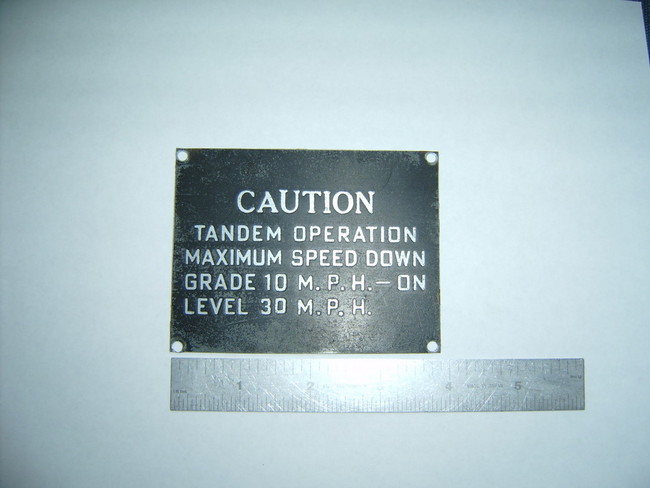 CAUTION
TANDEM OPERATION
MAXIMUM SPEED DOWN
GRADE 10 M.P.H.— ON
LEVEL 30 M.P.H.
1 2 3 4 5